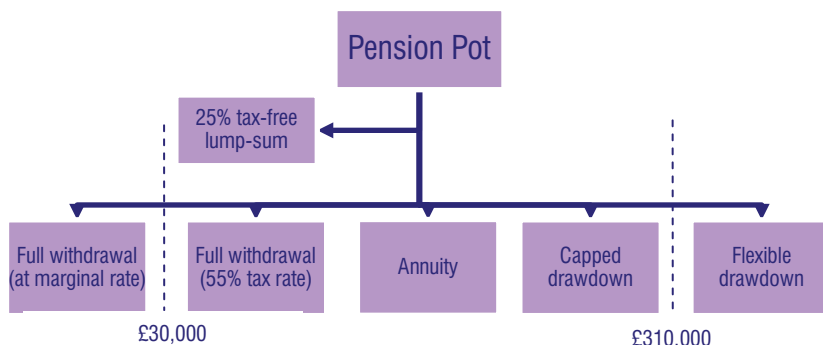 Pension Pot
25% tax-free
lump-sum
Full withdrawal
(at marginal rate)
Full withdrawal
(55% tax rate)
Annuity
Capped
drawdown
Flexible
drawdown
£30,000
£310,000